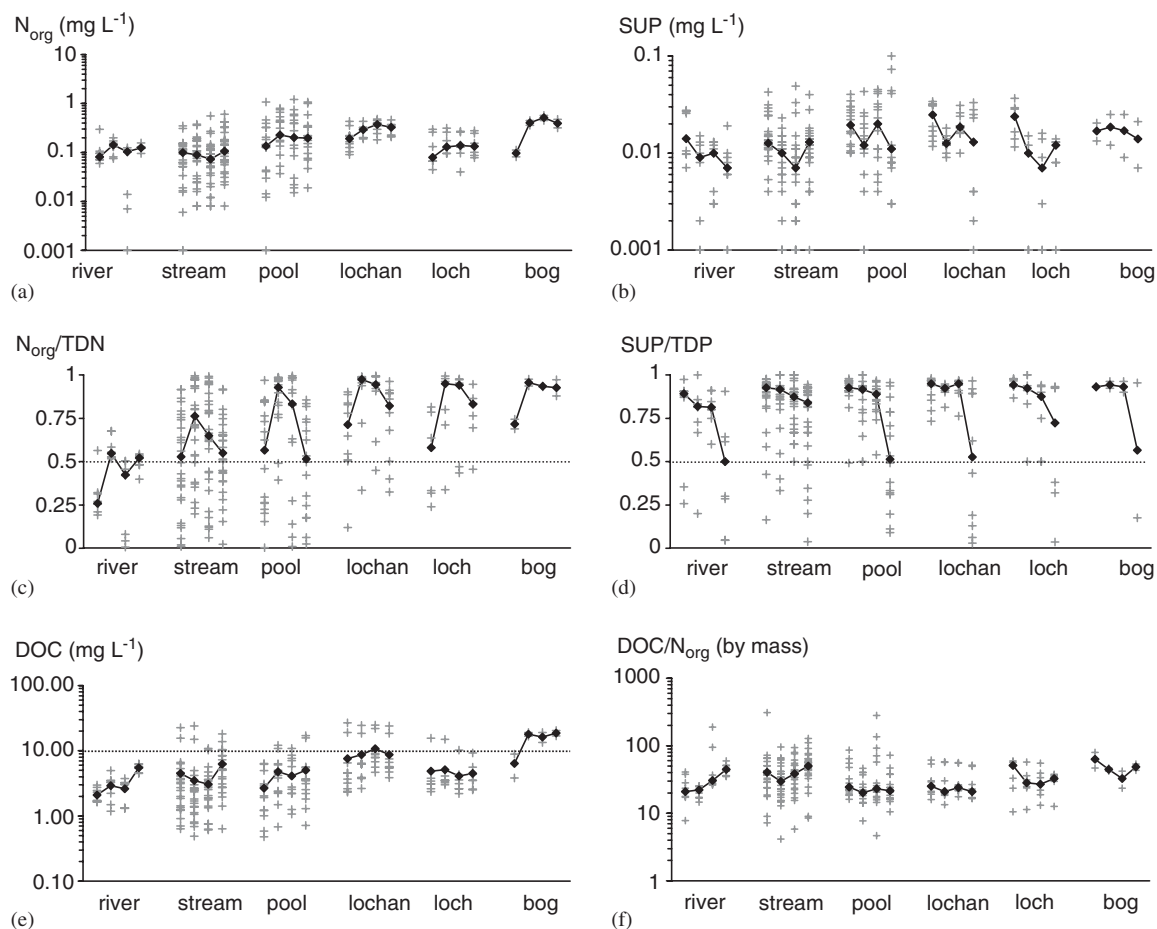 N_org (mg L^-1)
10
1
0.1
0.01
0.001
river stream pool lochan loch bog
(a)
SUP (mg L^-1)
0.1
0.01
0.001
river stream pool lochan loch bog
(b)
N_org/TDN
1
0.75
0.5
0.25
0
river stream pool lochan loch bog
(c)
SUP/TDP
1
0.75
0.5
0.25
0
river stream pool lochan loch bog
(d)
DOC (mg L^-1)
100.00
10.00
1.00
0.10
river stream pool lochan loch bog
(e)
DOC/N_org (by mass)
1000
100
10
1
river stream pool lochan loch bog
(f)